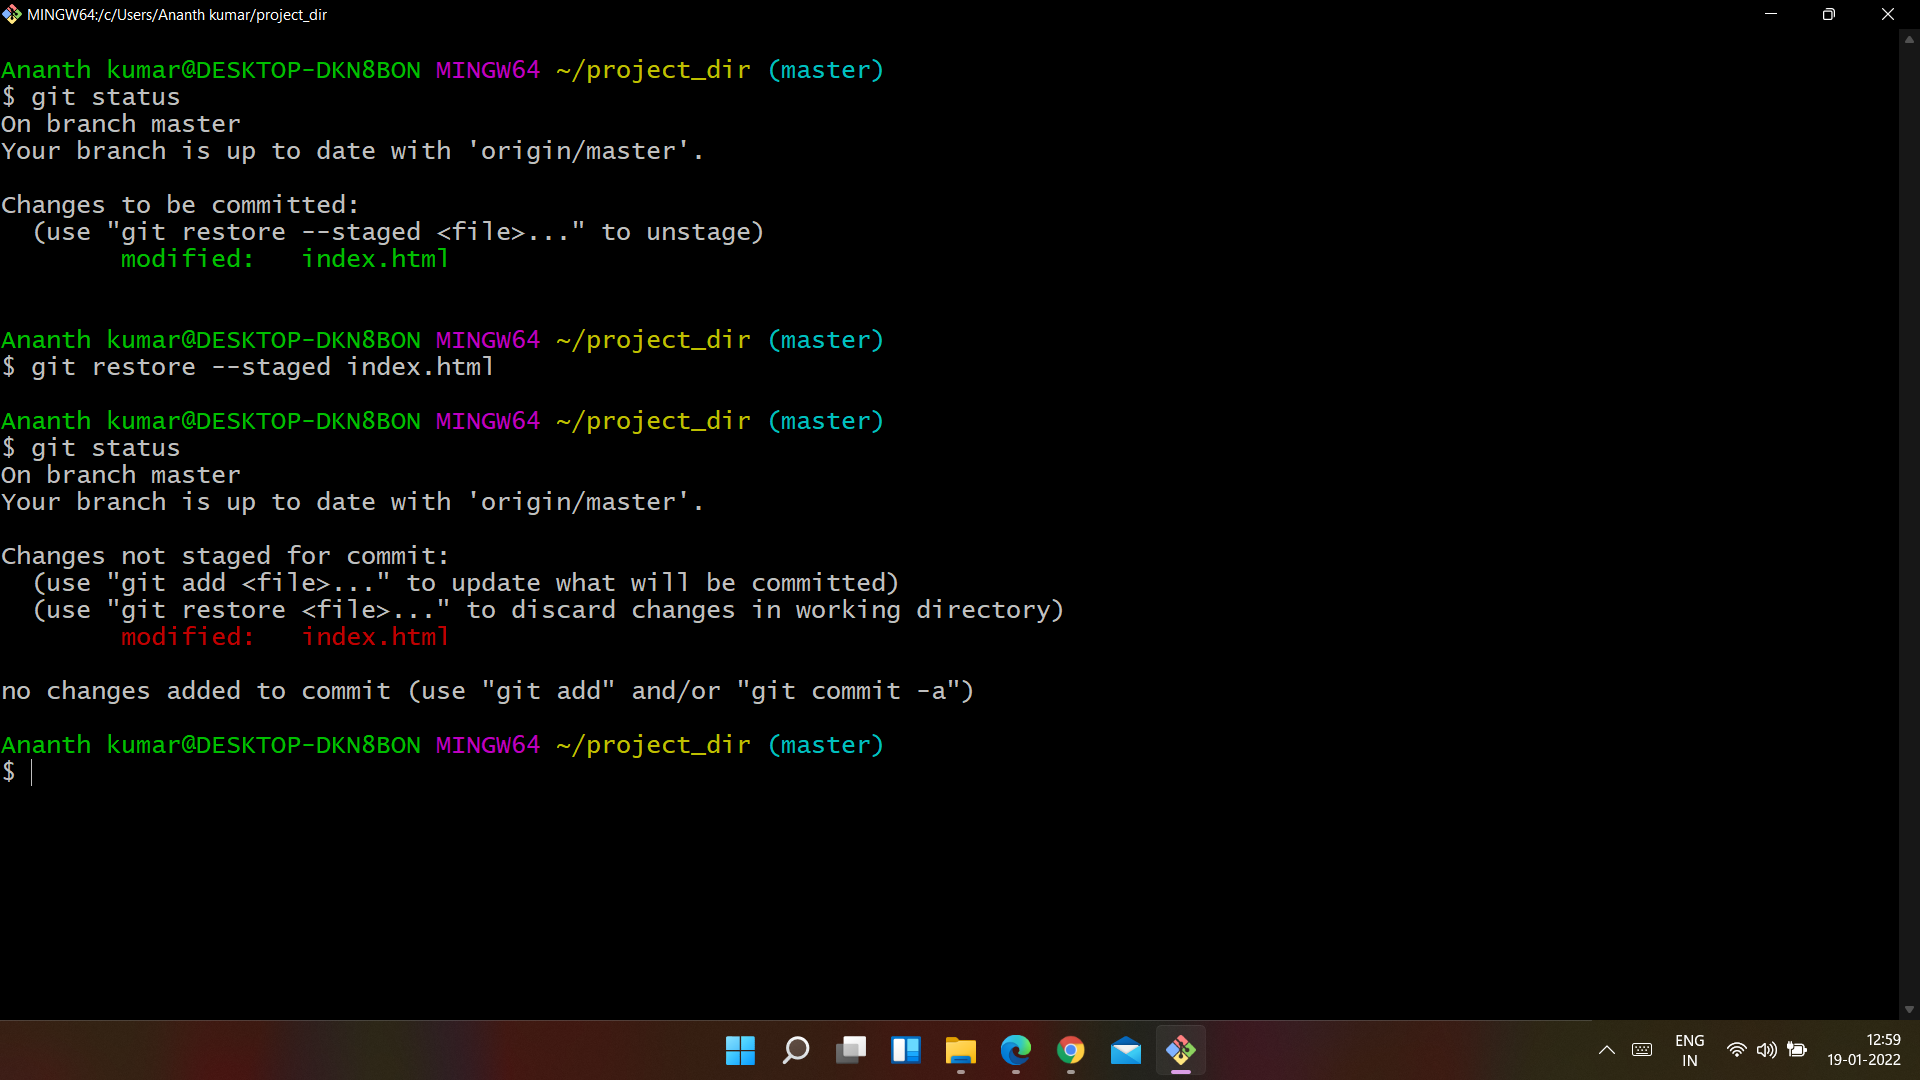 MINGW64:/c/Users/Ananth kumar/project_dir
Ananth kumar@DESKTOP-DKN8BON MINGW64 ~/project_dir (master)
$ git status
On branch master
Your branch is up to date with 'origin/master'.
Changes to be committed:
  (use "git restore --staged <file>..." to unstage)
        modified:   index.html
Ananth kumar@DESKTOP-DKN8BON MINGW64 ~/project_dir (master)
$ git restore --staged index.html
Ananth kumar@DESKTOP-DKN8BON MINGW64 ~/project_dir (master)
$ git status
On branch master
Your branch is up to date with 'origin/master'.
Changes not staged for commit:
  (use "git add <file>..." to update what will be committed)
  (use "git restore <file>..." to discard changes in working directory)
        modified:   index.html
no changes added to commit (use "git add" and/or "git commit -a")
Ananth kumar@DESKTOP-DKN8BON MINGW64 ~/project_dir (master)
$
ENG
IN
12:59
19-01-2022